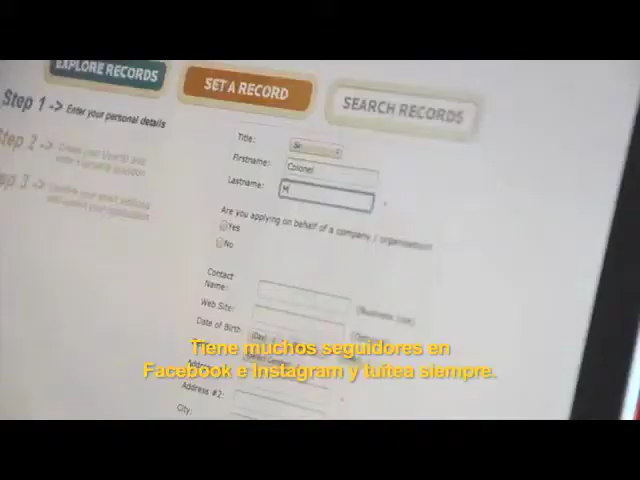 EXPLORE RECORDS
SET A RECORD
SEARCH RECORDS
Step 1 -> Enter your personal details
Step 2 ->
Step 3 ->
Title:
Sir
Firstname:
Colonel
Lastname:
M
Are you applying on behalf of a company / organisation?
Yes
No
Contact
Name:
Web Site:
Date of Birth
Address #2:
City:
Tiene muchos seguidores en
Facebook e Instagram y tuitea siempre.